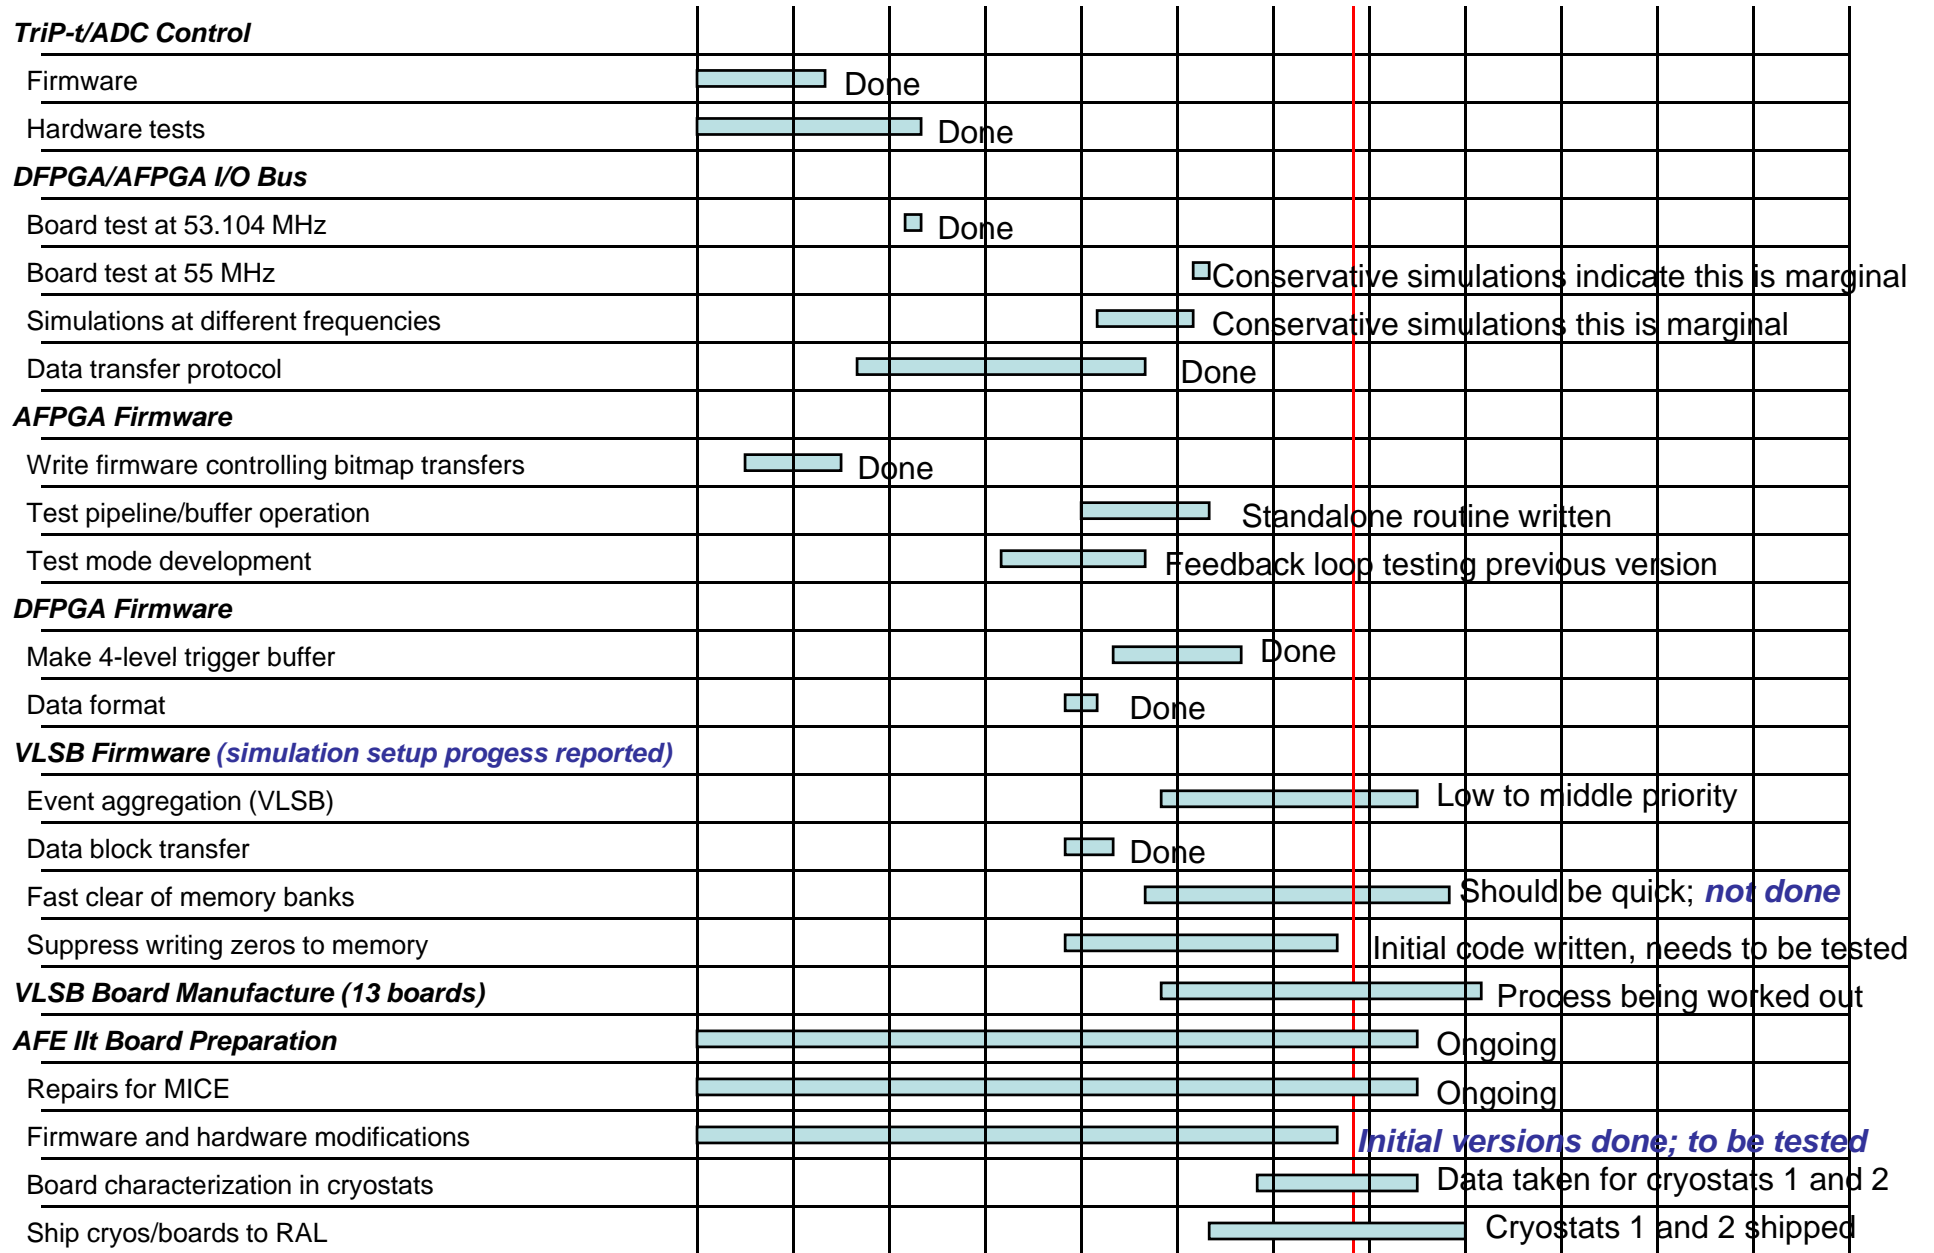 TriP-t/ADC Control
Firmware Done
Hardware tests Done
DFPGA/AFPGA I/O Bus
Board test at 53.104 MHz Done
Board test at 55 MHz Conservative simulations indicate this is marginal
Simulations at different frequencies Conservative simulations this is marginal
Data transfer protocol Done
AFPGA Firmware
Write firmware controlling bitmap transfers Done
Test pipeline/buffer operation Standalone routine written
Test mode development Feedback loop testing previous version
DFPGA Firmware
Make 4-level trigger buffer Done
Data format Done
VLSB Firmware (simulation setup progess reported)
Event aggregation (VLSB) Low to middle priority
Data block transfer Done
Fast clear of memory banks Should be quick; not done
Suppress writing zeros to memory Initial code written, needs to be tested
VLSB Board Manufacture (13 boards) Process being worked out
AFE IIt Board Preparation Ongoing
Repairs for MICE Ongoing
Firmware and hardware modifications Initial versions done; to be tested
Board characterization in cryostats Data taken for cryostats 1 and 2
Ship cryos/boards to RAL Cryostats 1 and 2 shipped